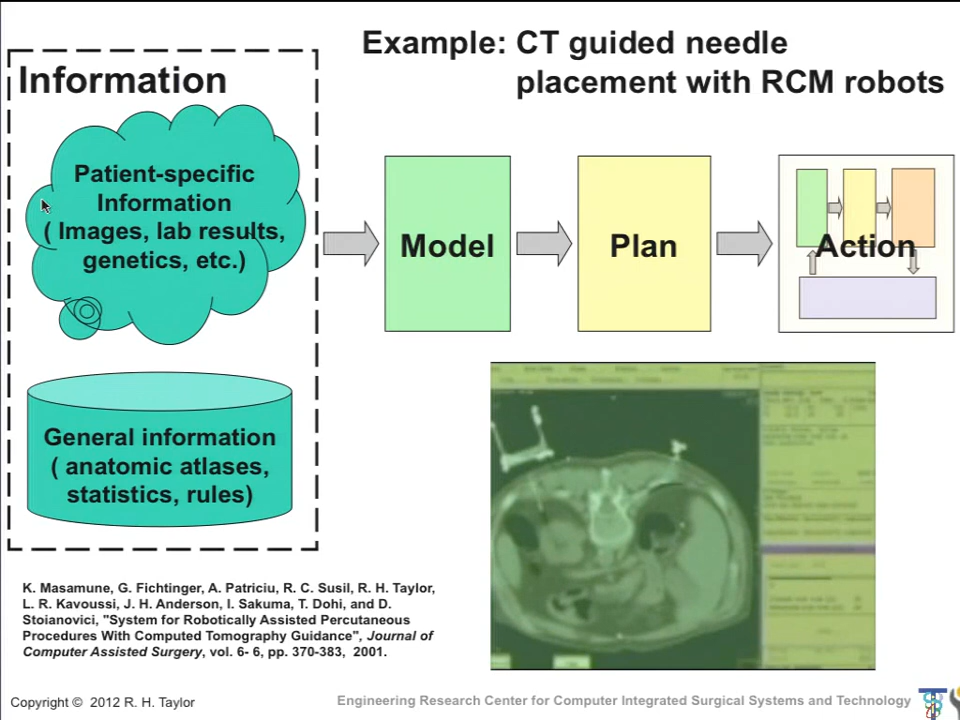 Example: CT guided needle
placement with RCM robots
Information
Patient-specific
Information
( Images, lab results,
genetics, etc.)
General information
( anatomic atlases,
statistics, rules)
Model
Plan
Action
K. Masamune, G. Fichtinger, A. Patriciu, R. C. Susil, R. H. Taylor,
L. R. Kavoussi, J. H. Anderson, I. Sakuma, T. Dohi, and D.
Stoianovici, "System for Robotically Assisted Percutaneous
Procedures With Computed Tomography Guidance", Journal of
Computer Assisted Surgery, vol. 6- 6, pp. 370-383, 2001.
Copyright © 2012 R. H. Taylor
Engineering Research Center for Computer Integrated Surgical Systems and Technology